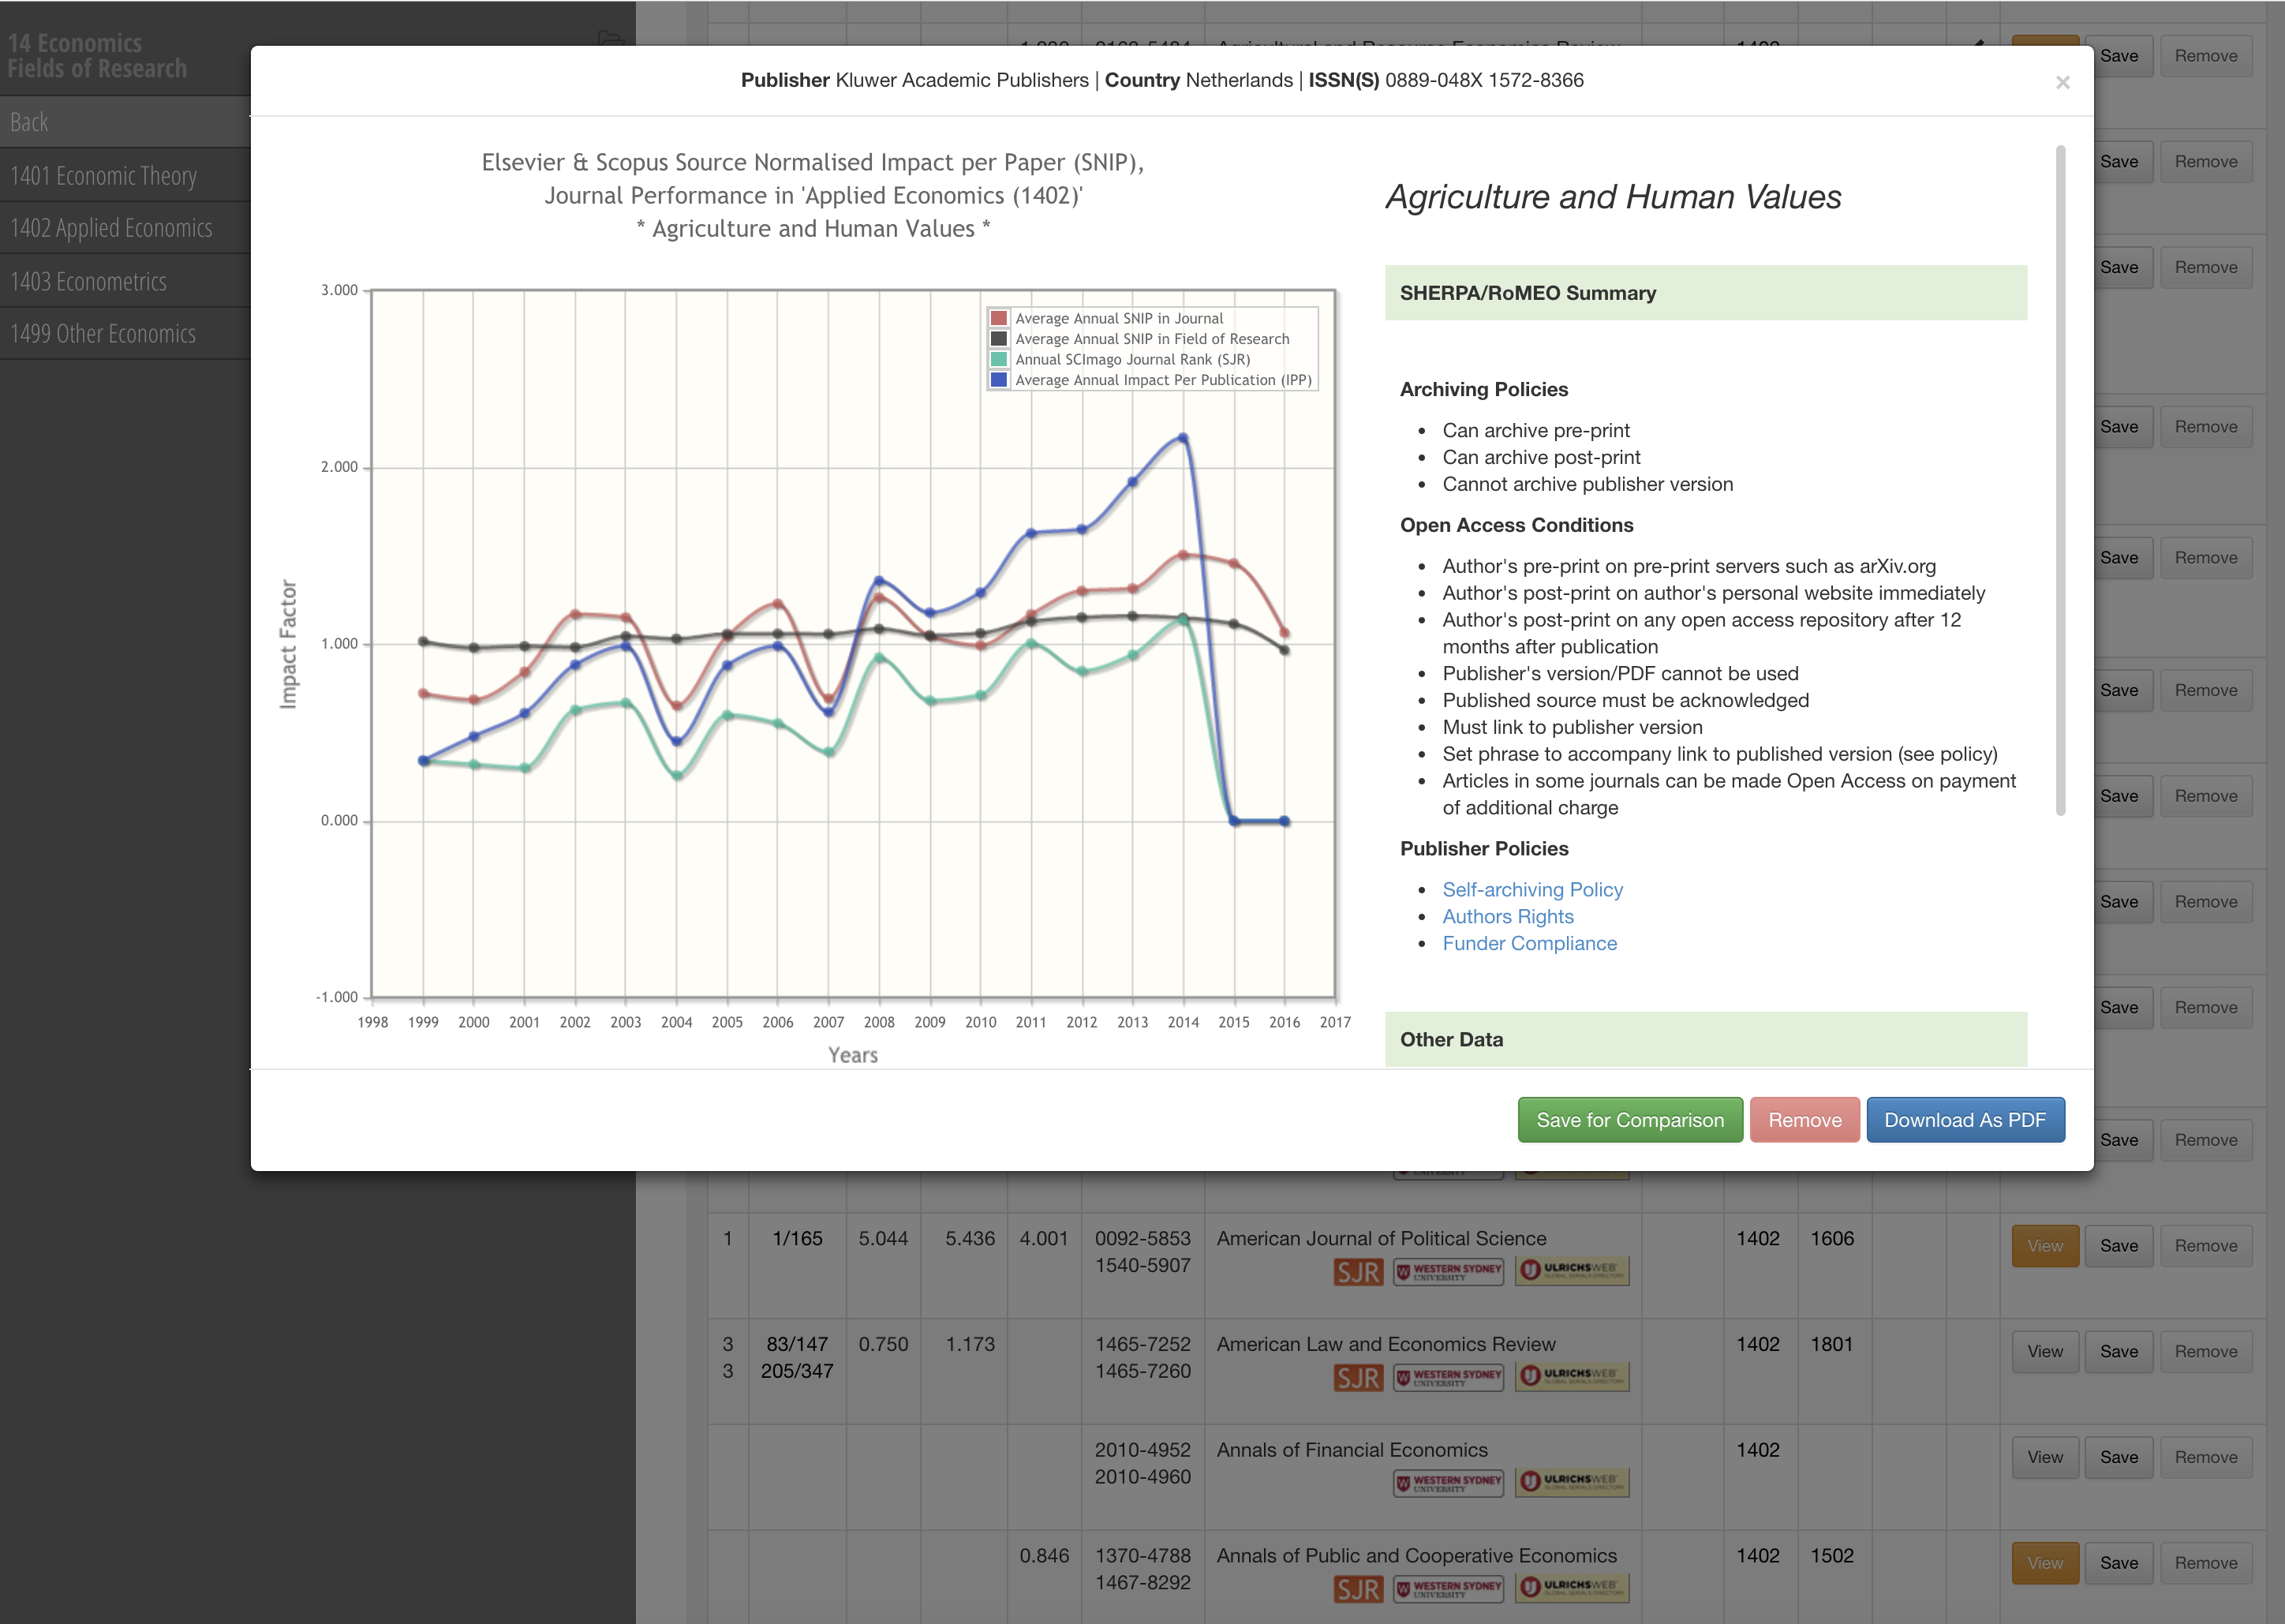 14 Economics
Fields of Research
Back
1401 Economic Theory
1402 Applied Economics
1403 Econometrics
1499 Other Economics
Publisher Kluwer Academic Publishers | Country Netherlands | ISSN(S) 0889-048X 1572-8366
×
Elsevier & Scopus Source Normalised Impact per Paper (SNIP),
Journal Performance in 'Applied Economics (1402)'
* Agriculture and Human Values *
Average Annual SNIP in Journal
Average Annual SNIP in Field of Research
Annual SCImago Journal Rank (SJR)
Average Annual Impact Per Publication (IPP)
3.000
2.000
1.000
0.000
-1.000
Impact Factor
1998 1999 2000 2001 2002 2003 2004 2005 2006 2007 2008 2009 2010 2011 2012 2013 2014 2015 2016 2017
Years
Agriculture and Human Values
SHERPA/RoMEO Summary
Archiving Policies
• Can archive pre-print
• Can archive post-print
• Cannot archive publisher version
Open Access Conditions
• Author's pre-print on pre-print servers such as arXiv.org
• Author's post-print on author's personal website immediately
• Author's post-print on any open access repository after 12
months after publication
• Publisher's version/PDF cannot be used
• Published source must be acknowledged
• Must link to publisher version
• Set phrase to accompany link to published version (see policy)
• Articles in some journals can be made Open Access on payment
of additional charge
Publisher Policies
• Self-archiving Policy
• Authors Rights
• Funder Compliance
Other Data
Save for Comparison Remove Download As PDF
Save Remove
Save Remove
Save Remove
Save Remove
Save Remove
Save Remove
Save Remove
Save Remove
Save Remove
Save Remove
1 1/165 5.044 5.436 4.001 0092-5853 American Journal of Political Science 1402 1606 View Save Remove
1540-5907
SJR WESTERN SYDNEY UNIVERSITY ULRICHSWEB GLOBAL SERIALS DIRECTORY
3 83/147 0.750 1.173 1465-7252 American Law and Economics Review 1402 1801 View Save Remove
3 205/347 1465-7260
SJR WESTERN SYDNEY UNIVERSITY ULRICHSWEB GLOBAL SERIALS DIRECTORY
2010-4952 Annals of Financial Economics 1402 View Save Remove
2010-4960
WESTERN SYDNEY UNIVERSITY ULRICHSWEB GLOBAL SERIALS DIRECTORY
0.846 1370-4788 Annals of Public and Cooperative Economics 1402 1502 View Save Remove
1467-8292
SJR WESTERN SYDNEY UNIVERSITY ULRICHSWEB GLOBAL SERIALS DIRECTORY